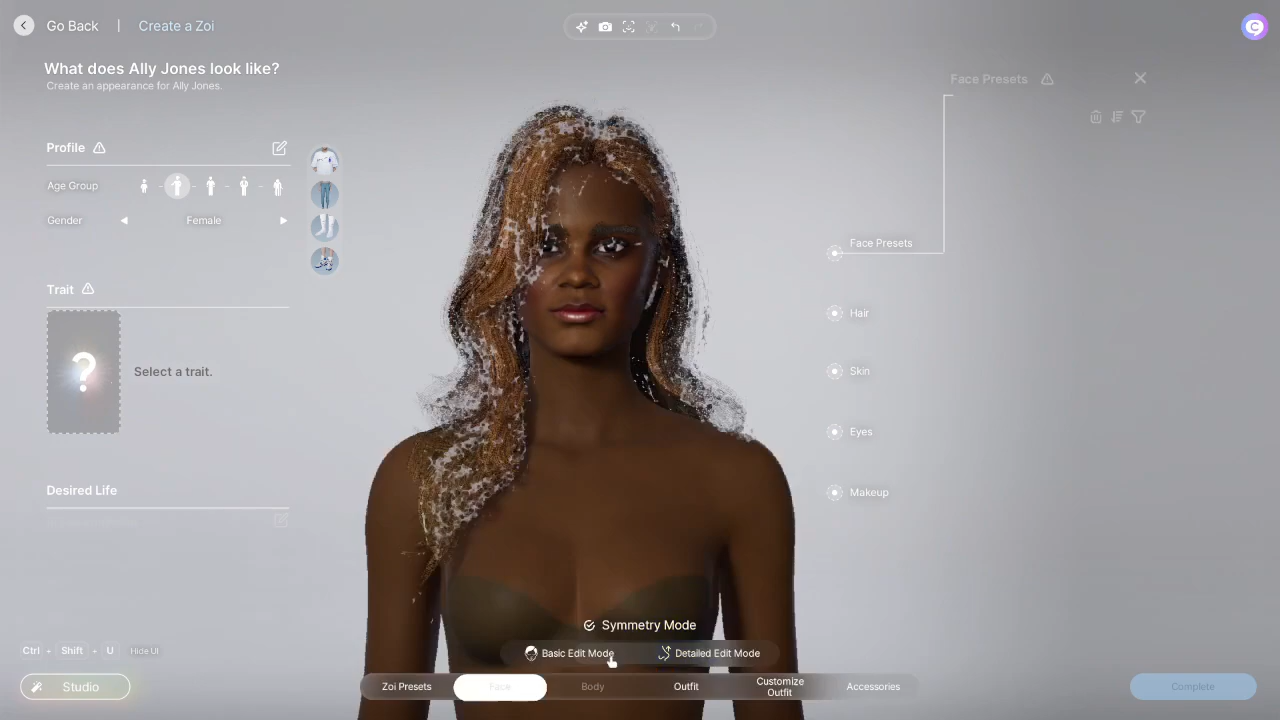 Go Back | Create a Zoi
What does Ally Jones look like?
Create an appearance for Ally Jones.
Profile
Age Group
Gender
Female
Trait
?
Select a trait.
Desired Life
Face Presets
Face Presets
Hair
Skin
Eyes
Makeup
Symmetry Mode
Basic Edit Mode
Detailed Edit Mode
Ctrl + Shift + U Hide UI
Studio
Zoi Presets
Face
Body
Outfit
Customize
Outfit
Accessories
Complete